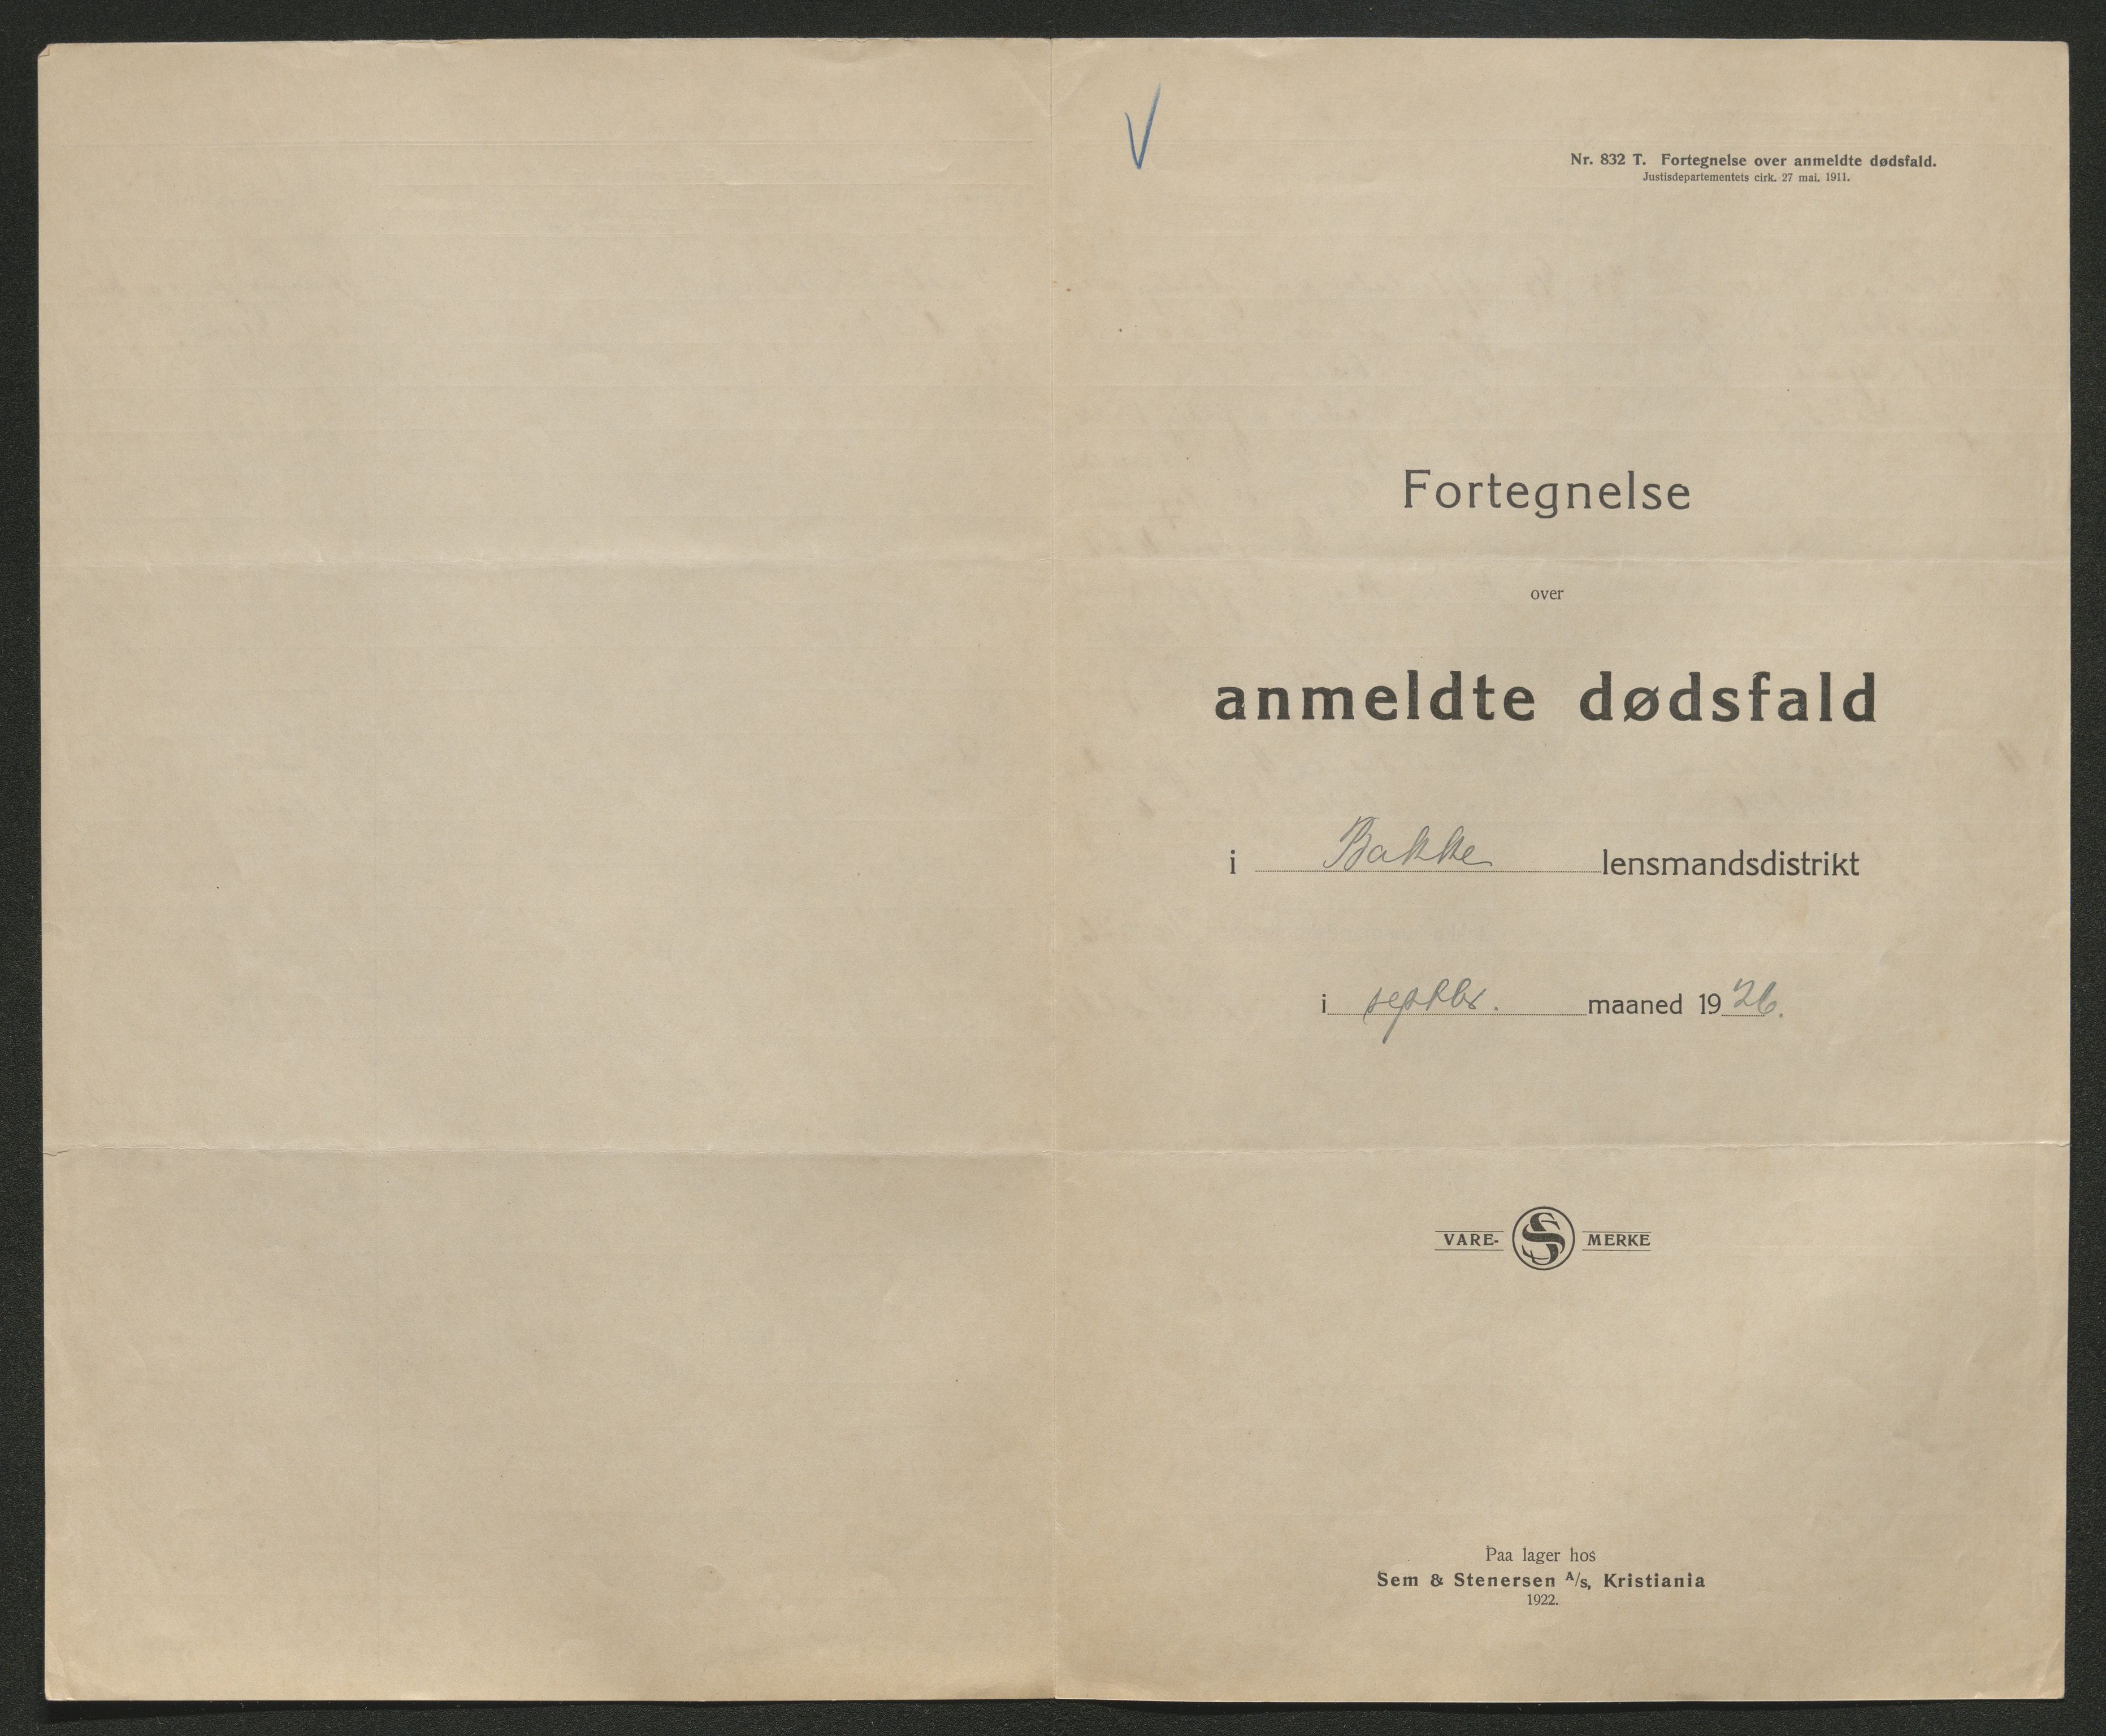 V
Nr. 832 T. Fortegnelse over anmeldte dødsfald.
Justisdepartementets cirk. 27 mai. 1911.
Fortegnelse
over
anmeldte dødsfald
i Bakke lensmandsdistrikt
i septbr. maaned 1926.
VARE- S MERKE
Paa lager hos
Sem & Stenersen A/s, Kristiania
1922.